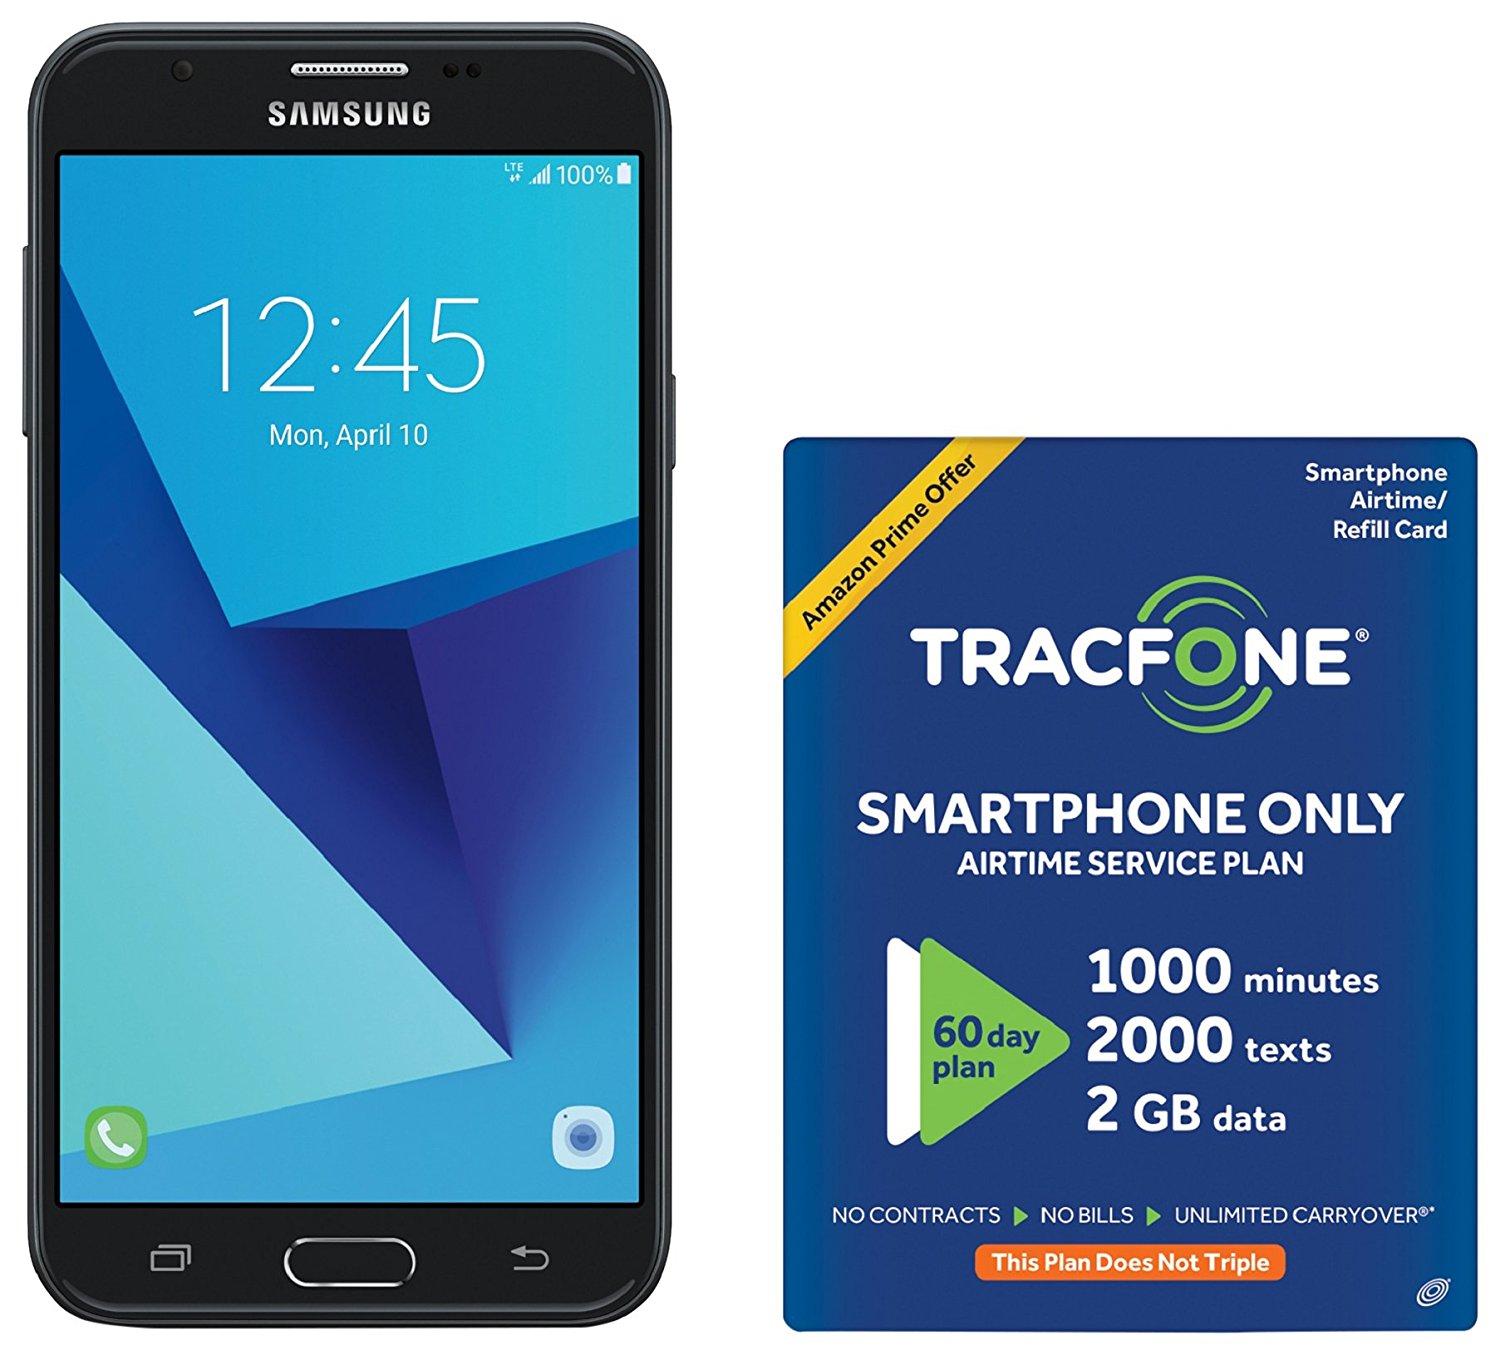 SAMSUNG
LTE 100%
12:45
Mon, April 10
Amazon Prime Offer
Smartphone
Airtime/
Refill Card
TRACFONE®
SMARTPHONE ONLY
AIRTIME SERVICE PLAN
60 day
plan
1000 minutes
2000 texts
2 GB data
NO CONTRACTS NO BILLS UNLIMITED CARRYOVER®*
This Plan Does Not Triple